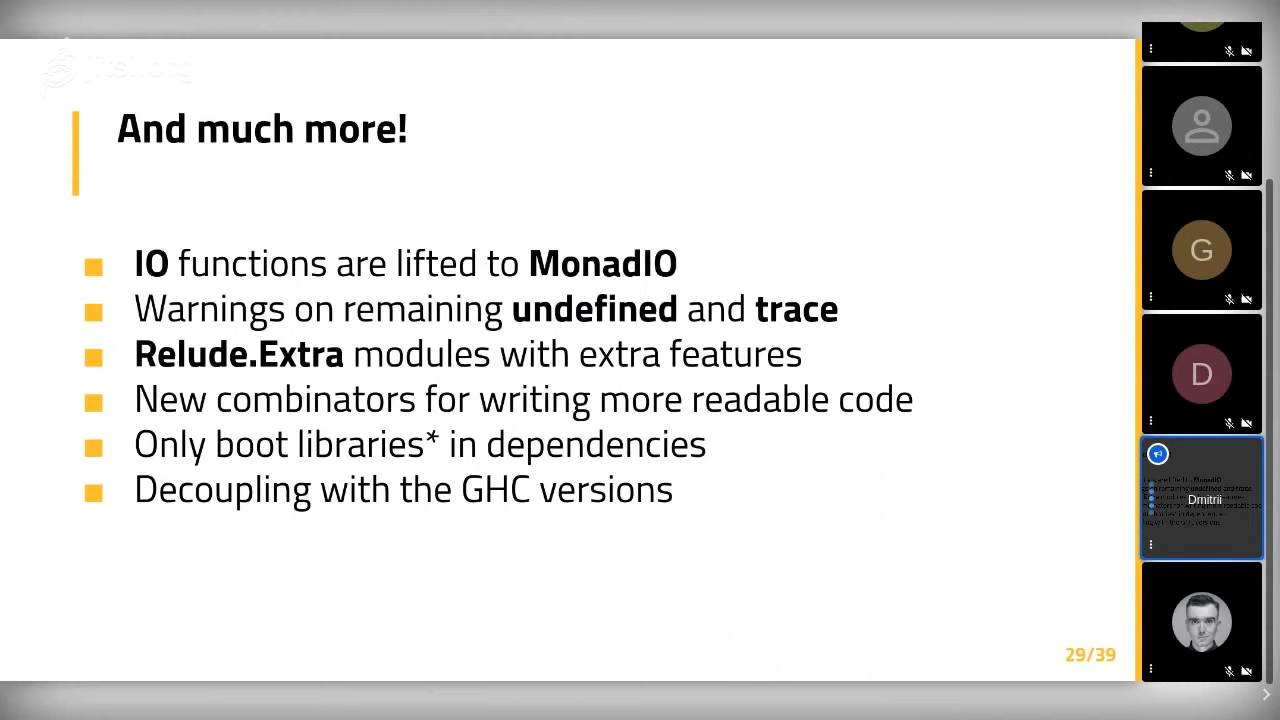 And much more!
IO functions are lifted to MonadIO
Warnings on remaining undefined and trace
Relude.Extra modules with extra features
New combinators for writing more readable code
Only boot libraries* in dependencies
Decoupling with the GHC versions
29/39
G
D
Dmitrii